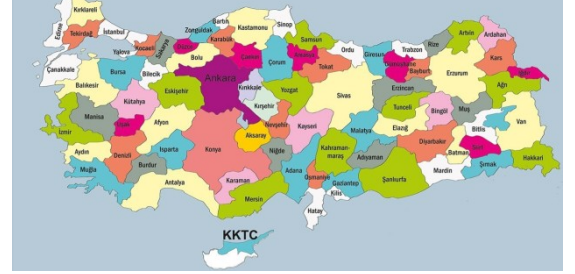 Kırklareli
Edirne
Tekirdağ
İstanbul
Yalova
Kocaeli
Sakarya
Düzce
Zonguldak
Bartın
Karabük
Kastamonu
Sinop
Samsun
Ordu
Giresun
Trabzon
Rize
Artvin
Ardahan
Kars
Çanakkale
Balıkesir
Bursa
Bilecik
Bolu
Ankara
Çankırı
Çorum
Amasya
Tokat
Gümüşhane
Bayburt
Erzurum
Iğdır
Ağrı
Kütahya
Eskişehir
Kırıkkale
Kırşehir
Yozgat
Sivas
Erzincan
Tunceli
Bingöl
Muş
Van
İzmir
Manisa
Uşak
Afyon
Aksaray
Nevşehir
Kayseri
Malatya
Elazığ
Bitlis
Aydın
Denizli
Isparta
Konya
Niğde
Kahraman-
maraş
Adıyaman
Diyarbakır
Batman
Siirt
Hakkari
Muğla
Burdur
Antalya
Karaman
Mersin
Adana
Osmaniye
Gaziantep
Kilis
Şanlıurfa
Mardin
Şırnak
Hatay
KKTC